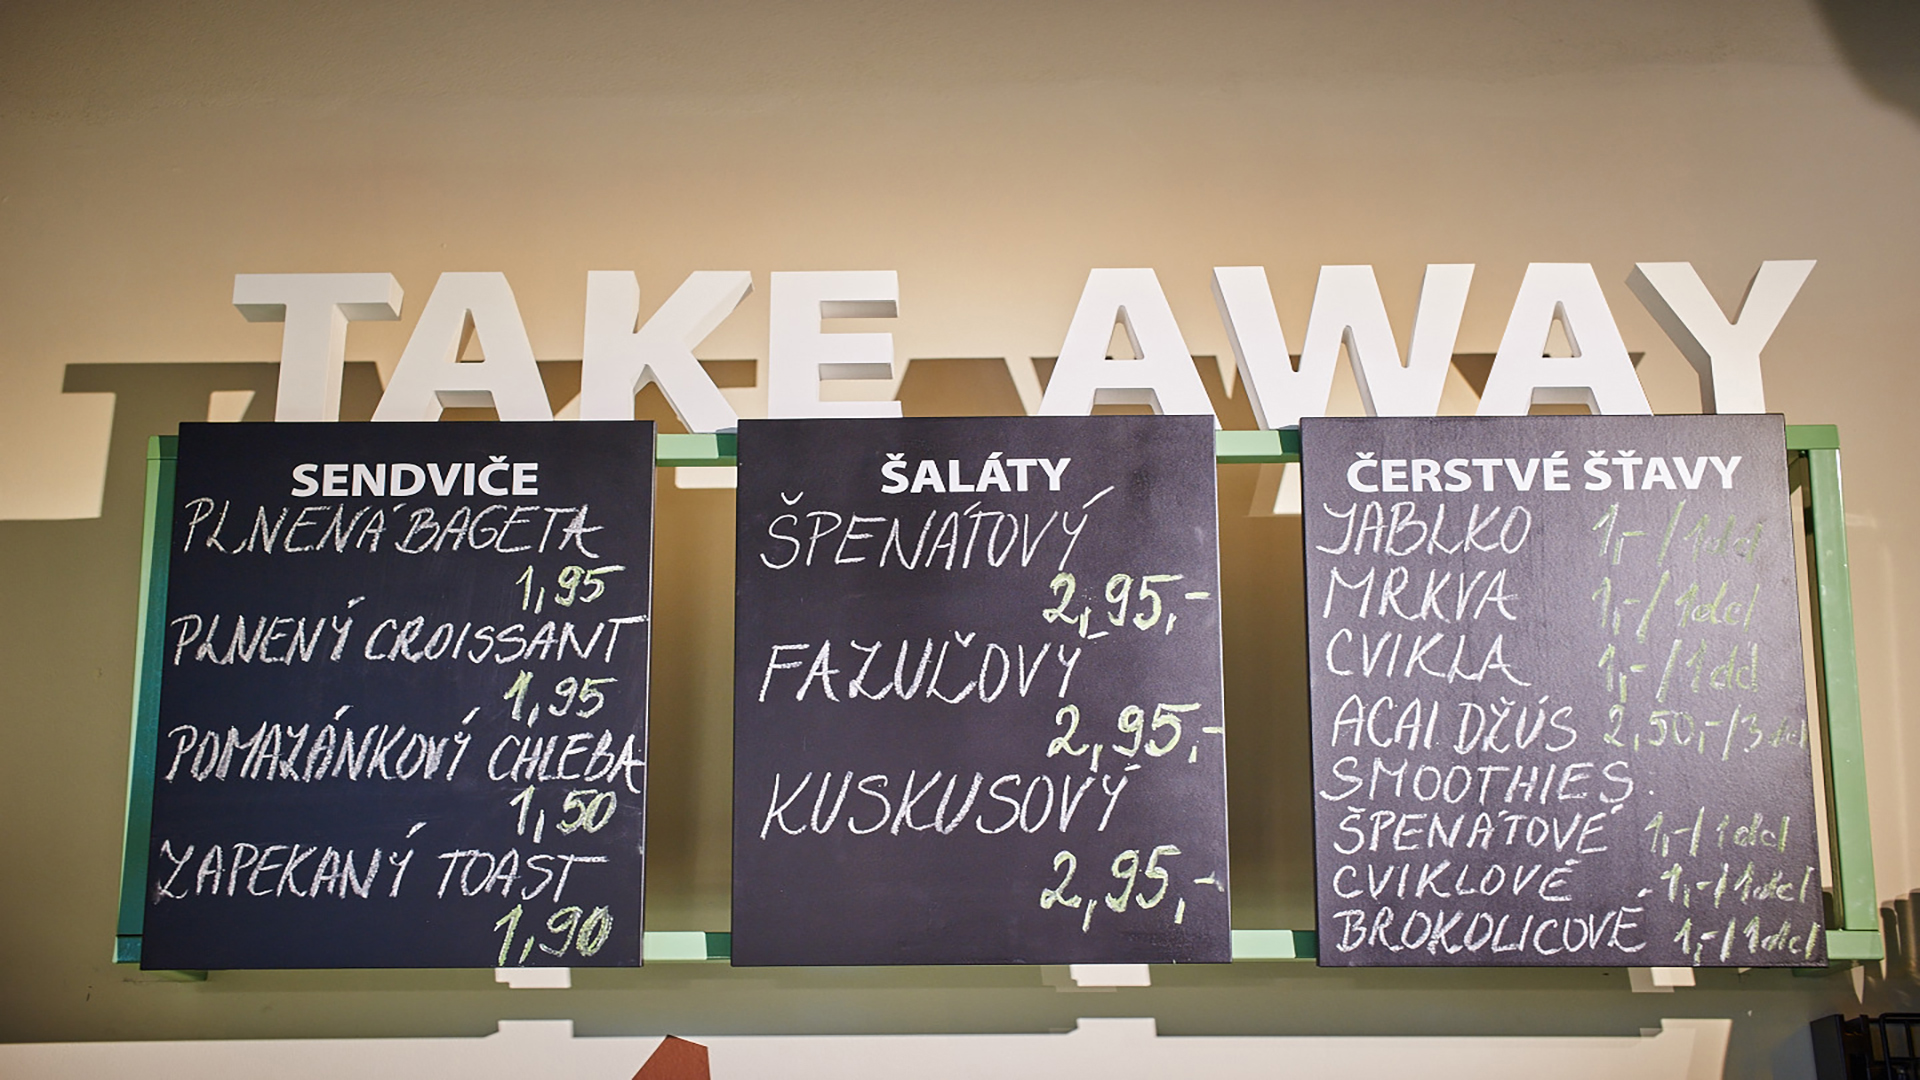 TAKE AWAY
SENDVIČE
PLNENÁ BAGETA
1,95
PLNENÝ CROISSANT
1,95
POMAZÁNKOVÝ CHLEBA
1,50
ZAPEKANÝ TOAST
1,90
ŠALÁTY
ŠPENÁTOVÝ
2,95,-
FAZUĽOVÝ
2,95,-
KUSKUSOVÝ
2,95,-
ČERSTVÉ ŠŤAVY
JABLKO 1,-/1dcl
MRKVA 1,-/1dcl
CVIKLA 1,-/1dcl
ACAI DŽÚS 2,50,-/3dcl
SMOOTHIES:
ŠPENÁTOVÉ 1,-/1dcl
CVIKLOVÉ 1,-/1dcl
BROKOLICOVÉ 1,-/1dcl